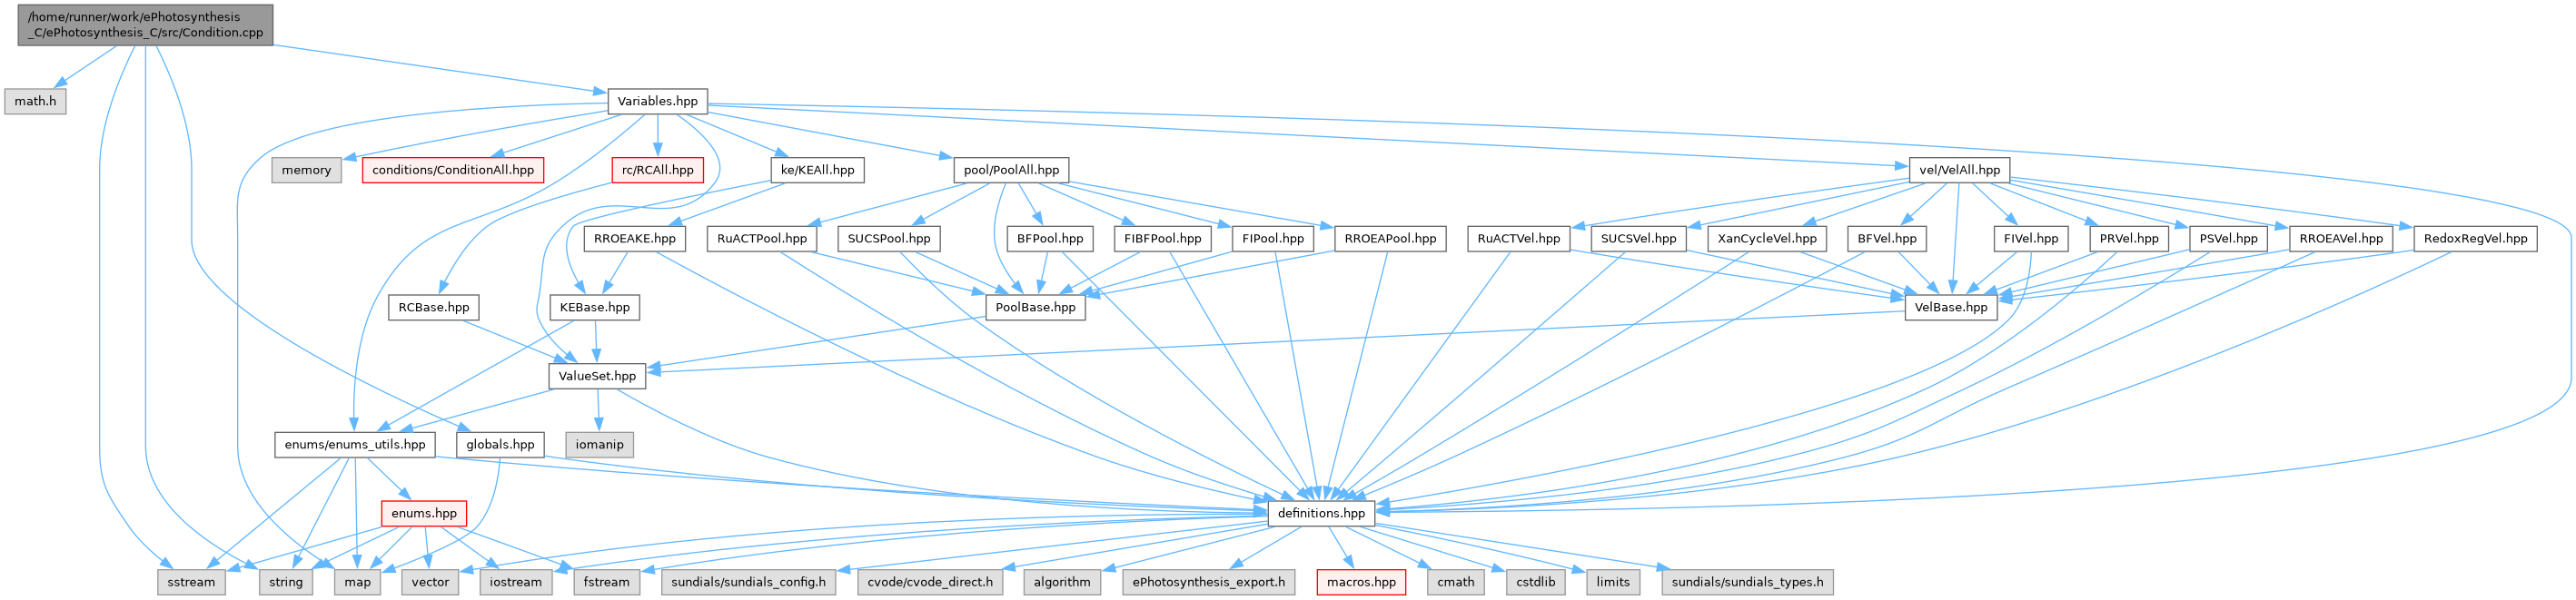 /home/runner/work/ePhotosynthesis
_C/ePhotosynthesis_C/src/Condition.cpp
math.h
Variables.hpp
memory
conditions/ConditionAll.hpp
rc/RCAll.hpp
ke/KEAll.hpp
pool/PoolAll.hpp
vel/VelAll.hpp
RROEAKE.hpp
RuACTPool.hpp
SUCSPool.hpp
BFPool.hpp
FIBFPool.hpp
FIPool.hpp
RROEAPool.hpp
RuACTVel.hpp
SUCSVel.hpp
XanCycleVel.hpp
BFVel.hpp
FIVel.hpp
PRVel.hpp
PSVel.hpp
RROEAVel.hpp
RedoxRegVel.hpp
RCBase.hpp
KEBase.hpp
PoolBase.hpp
VelBase.hpp
ValueSet.hpp
enums/enums_utils.hpp
globals.hpp
iomanip
enums.hpp
definitions.hpp
sstream
string
map
vector
iostream
fstream
sundials/sundials_config.h
cvode/cvode_direct.h
algorithm
ePhotosynthesis_export.h
macros.hpp
cmath
cstdlib
limits
sundials/sundials_types.h